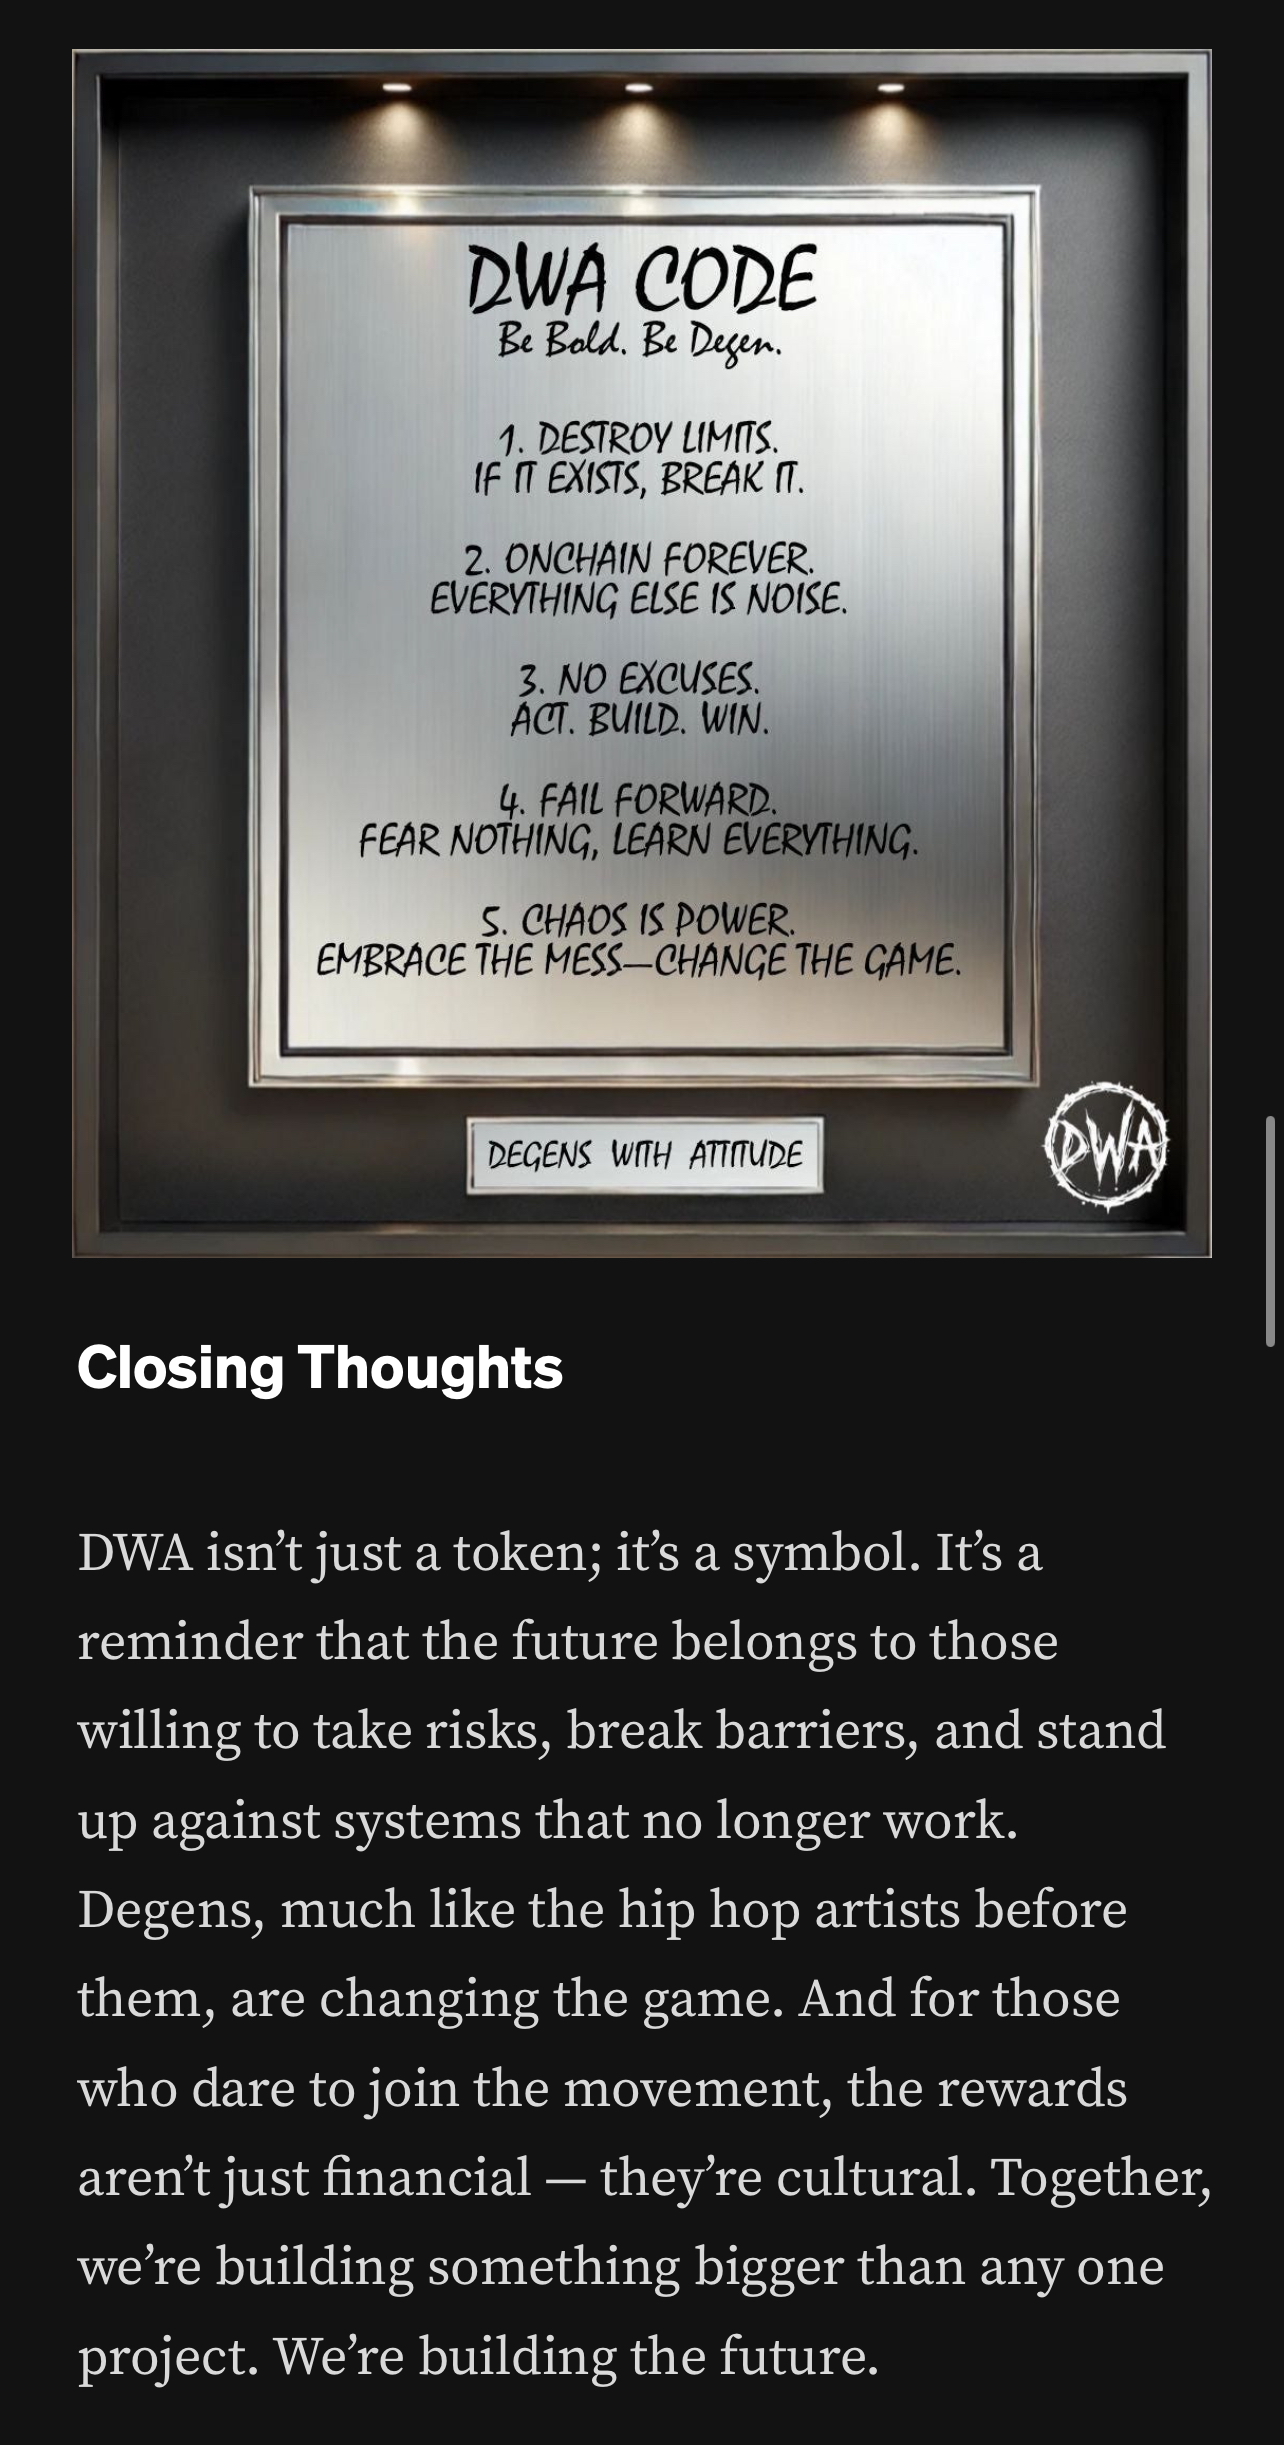 DWA CODE
Be Bold. Be Degen.
1. DESTROY LIMITS.
IF IT EXISTS, BREAK IT.
2. ONCHAIN FOREVER.
EVERYTHING ELSE IS NOISE.
3. NO EXCUSES.
ACT. BUILD. WIN.
4. FAIL FORWARD.
FEAR NOTHING, LEARN EVERYTHING.
5. CHAOS IS POWER.
EMBRACE THE MESS—CHANGE THE GAME.
DEGENS WITH ATTITUDE
DWA
Closing Thoughts
DWA isn’t just a token; it’s a symbol. It’s a
reminder that the future belongs to those
willing to take risks, break barriers, and stand
up against systems that no longer work.
Degens, much like the hip hop artists before
them, are changing the game. And for those
who dare to join the movement, the rewards
aren’t just financial — they’re cultural. Together,
we’re building something bigger than any one
project. We’re building the future.